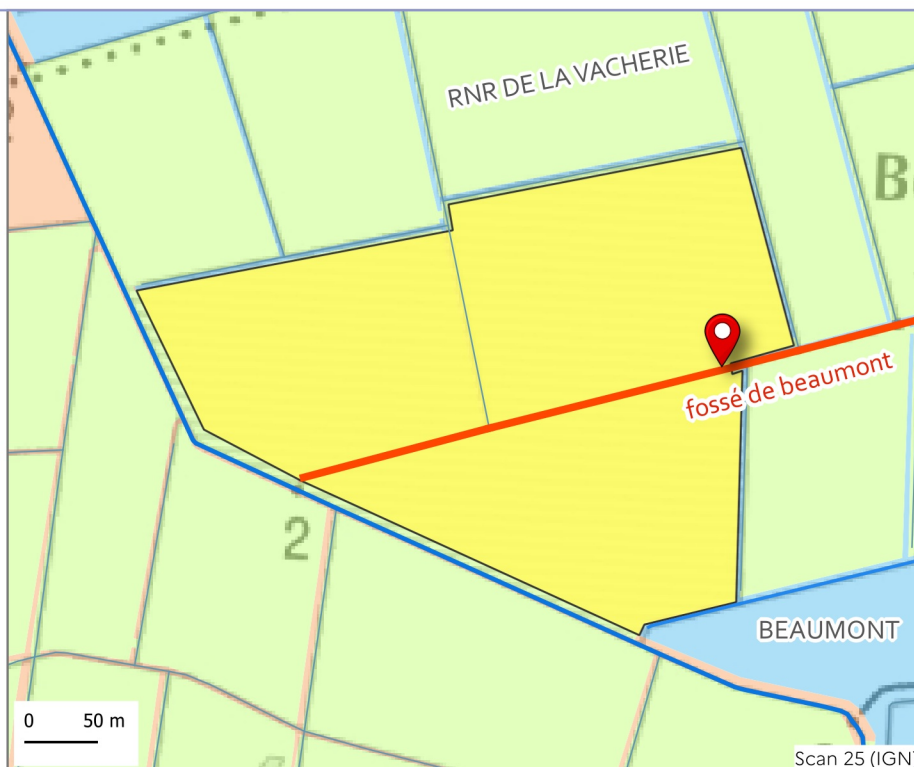 RNR DE LA VACHERIE
B
fossé de beaumont
2
BEAUMONT
0 50 m
Scan 25 (IGN)